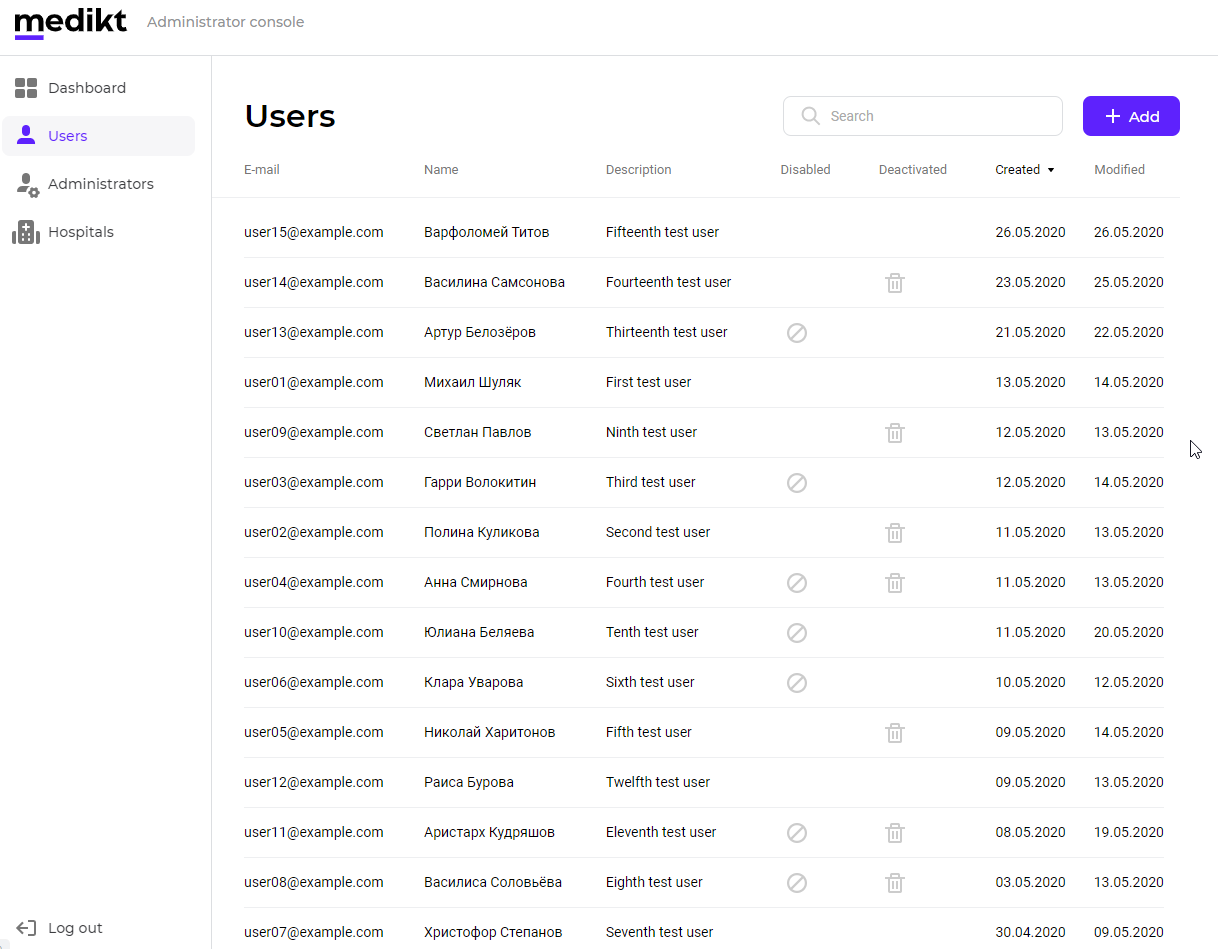 medikt Administrator console
Dashboard
Users
Administrators
Hospitals
Log out
Users
Search
Add
E-mail Name Description Disabled Deactivated Created Modified
user15@example.com Варфоломей Титов Fifteenth test user 26.05.2020 26.05.2020
user14@example.com Василина Самсонова Fourteenth test user 23.05.2020 25.05.2020
user13@example.com Артур Белозёров Thirteenth test user 21.05.2020 22.05.2020
user01@example.com Михаил Шуляк First test user 13.05.2020 14.05.2020
user09@example.com Светлан Павлов Ninth test user 12.05.2020 13.05.2020
user03@example.com Гарри Волокитин Third test user 12.05.2020 14.05.2020
user02@example.com Полина Куликова Second test user 11.05.2020 13.05.2020
user04@example.com Анна Смирнова Fourth test user 11.05.2020 13.05.2020
user10@example.com Юлиана Беляева Tenth test user 11.05.2020 20.05.2020
user06@example.com Клара Уварова Sixth test user 10.05.2020 12.05.2020
user05@example.com Николай Харитонов Fifth test user 09.05.2020 14.05.2020
user12@example.com Раиса Бурова Twelfth test user 09.05.2020 13.05.2020
user11@example.com Аристарх Кудряшов Eleventh test user 08.05.2020 19.05.2020
user08@example.com Василиса Соловьёва Eighth test user 03.05.2020 13.05.2020
user07@example.com Христофор Степанов Seventh test user 30.04.2020 09.05.2020